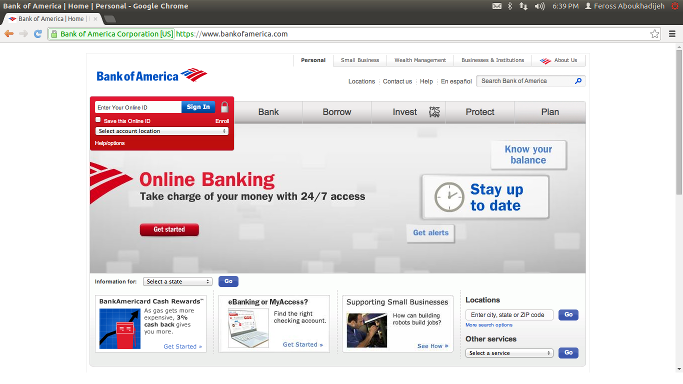 Bank of America | Home | Personal - Google Chrome
6:39 PM
Feross Aboukhadijeh
Bank of America | Home |
Bank of America Corporation [US]
https://www.bankofamerica.com
Personal
Small Business
Wealth Management
Businesses & Institutions
About Us
Bank of America
Locations
Contact us
Help
En español
Search Bank of America
Enter Your Online ID
Sign In
Save this Online ID
Enroll
Select account location
Help/options
Bank
Borrow
Invest
Protect
Plan
Online Banking
Take charge of your money with 24/7 access
Get started
Know your
balance
Stay up
to date
Get alerts
Information for:
Select a state
Go
BankAmericard Cash Rewards™
As gas gets more
expensive, 3%
cash back gives
you more.
Get Started »
eBanking or MyAccess?
Find the right
checking account.
Get Started »
Supporting Small Businesses
How can building
robots build jobs?
See How »
Locations
Enter city, state or ZIP code
Go
More search options
Other services
Select a service
Go